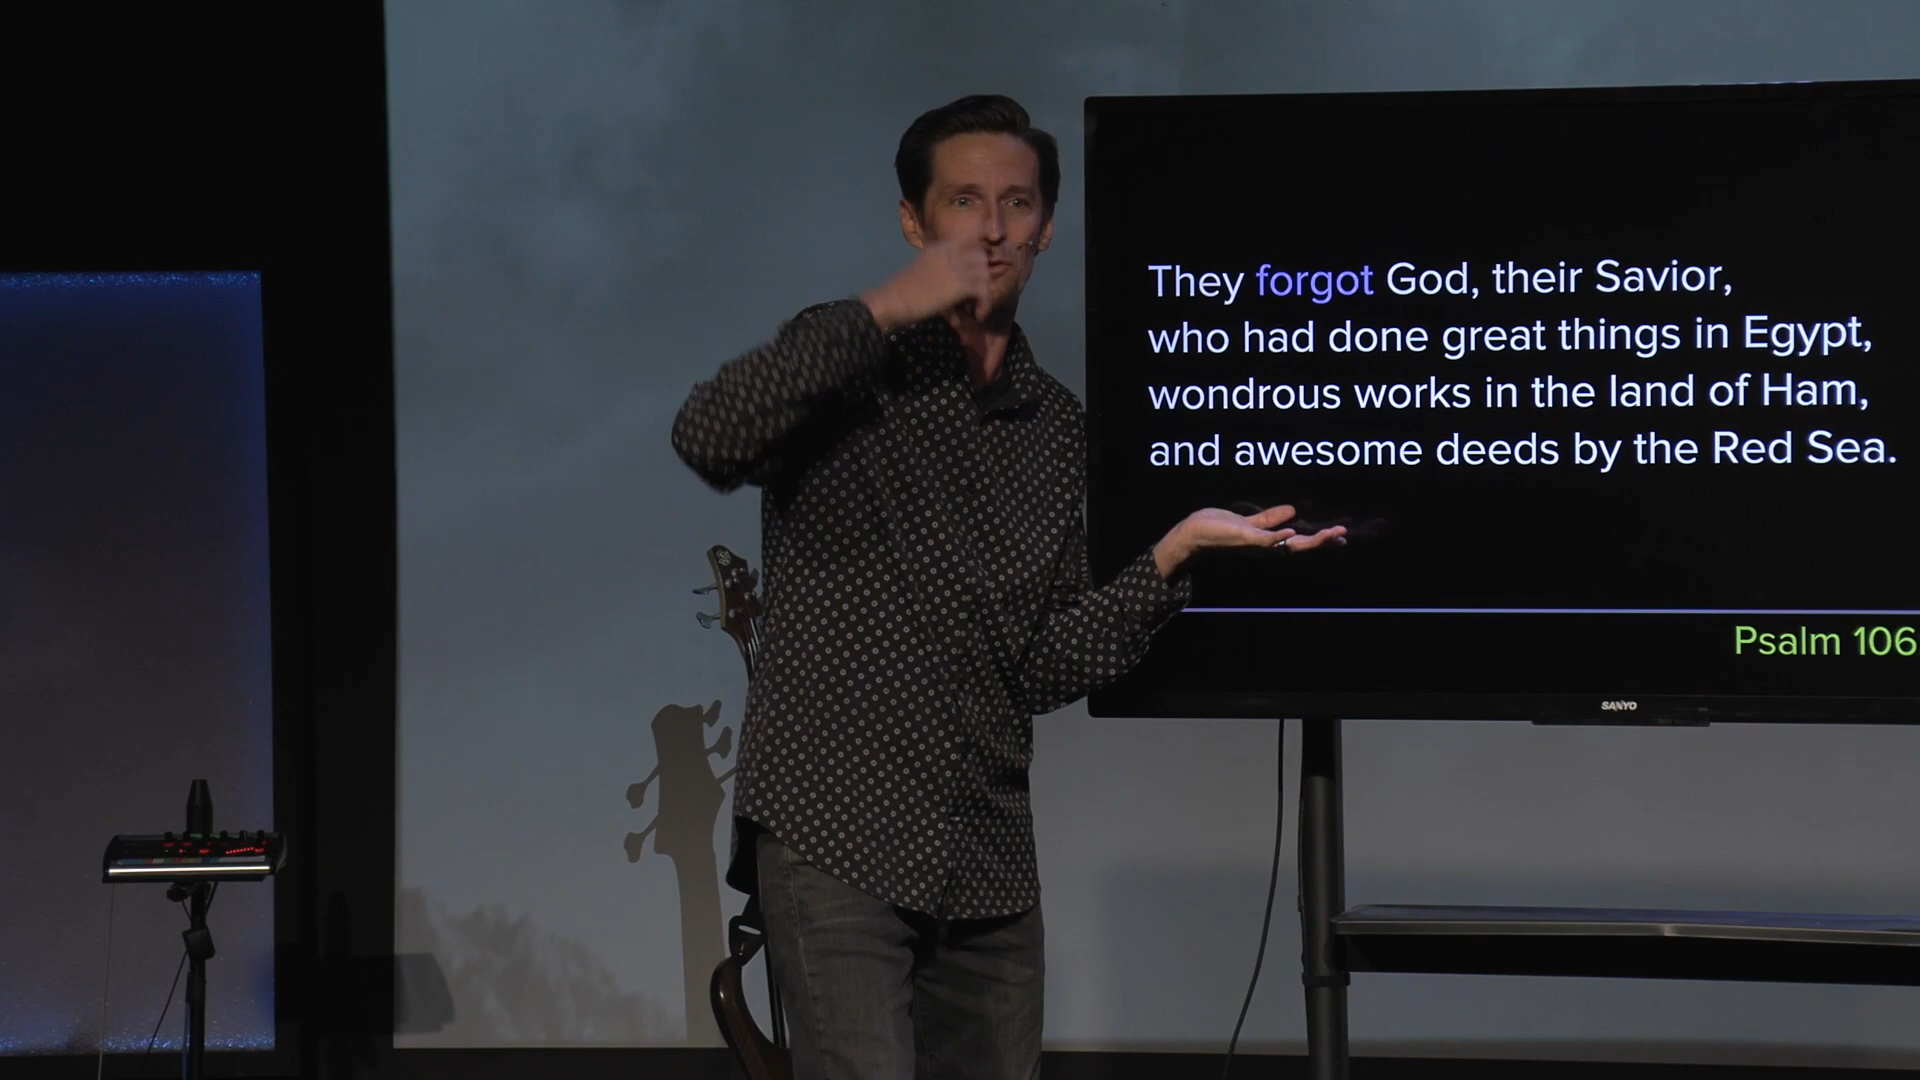 They forgot God, their Savior,
who had done great things in Egypt,
wondrous works in the land of Ham,
and awesome deeds by the Red Sea.
Psalm 106
SANYO